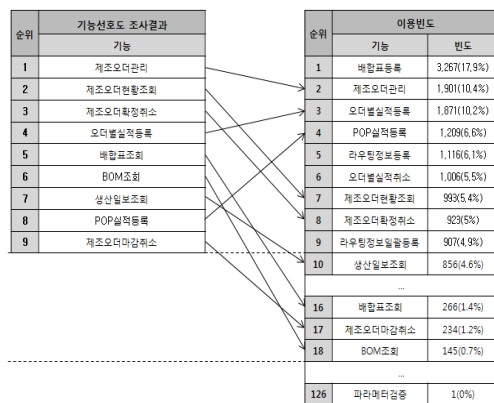 순위 기능선호도 조사결과
기능
1 제조오더관리
2 제조오더현황조회
3 제조오더확정취소
4 오더별실적등록
5 배합표조회
6 BOM조회
7 생산일보조회
8 POP실적등록
9 제조오더마감취소
순위 이용빈도
기능 빈도
1 배합표등록 3,267(17,9%)
2 제조오더관리 1,901(10,4%)
3 오더별실적등록 1,871(10,2%)
4 POP실적등록 1,209(6,6%)
5 라우팅정보등록 1,116(6,1%)
6 오더별실적취소 1,006(5,5%)
7 제조오더현황조회 993(5,4%)
8 제조오더확정취소 923(5%)
9 라우팅정보일괄등록 907(4,9%)
10 생산일보조회 856(4.6%)
...
16 배합표조회 266(1.4%)
17 제조오더마감취소 234(1.2%)
18 BOM조회 145(0.7%)
...
126 파라메터검증 1(0%)